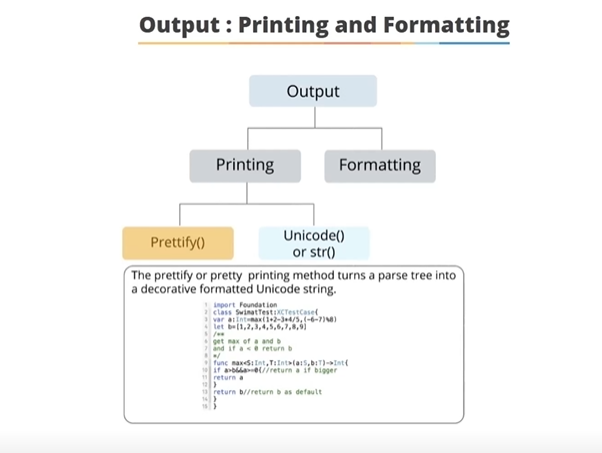 Output : Printing and Formatting
Output
Printing
Formatting
Prettify()
Unicode()
or str()
The prettify or pretty printing method turns a parse tree into
a decorative formatted Unicode string.
1 import Foundation
2 class SwimatTest:XCTestCase{
3 var a:Int=max(1+2-3*4/5,(-6-7)%8)
4 let b=[1,2,3,4,5,6,7,8,9]
5 /**
6 get max of a and b
7 and if a < 0 return b
8 */
9 func max<S:Int,T:Int>(a:S,b:T)->Int{
10 if a>b&&a>=0{//return a if bigger
11 return a
12 }
13 return b//return b as default
14 }
15 }